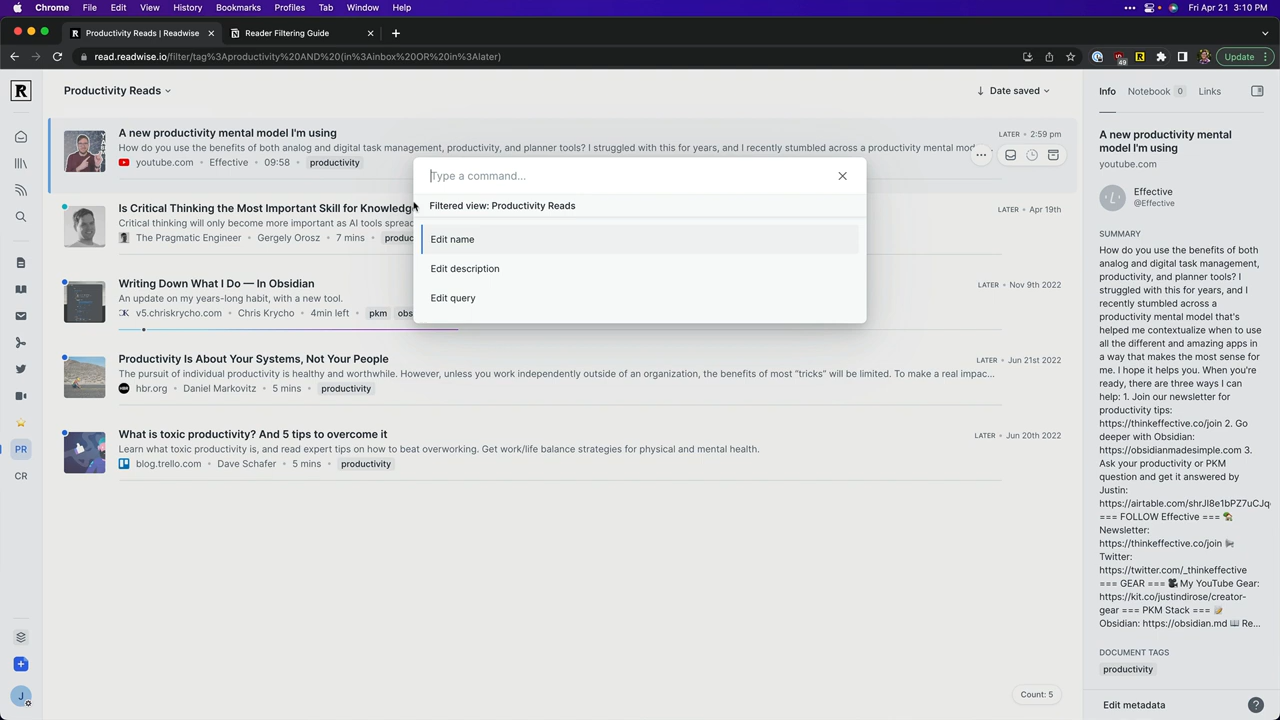 Chrome File Edit View History Bookmarks Profiles Tab Window Help
Fri Apr 21 3:10 PM
Productivity Reads | Readwise
Reader Filtering Guide
read.readwise.io/filter/tag%3Aproductivity%20AND%20(in%3Ainbox%20OR%20in%3Alater)
49
R
Update
R
Productivity Reads
Date saved
A new productivity mental model I'm using
LATER • 2:59 pm
How do you use the benefits of both analog and digital task management, productivity, and planner tools? I struggled with this for years, and I recently stumbled across a productivity mental mod...
youtube.com • Effective • 09:58 • productivity
Is Critical Thinking the Most Important Skill for Knowledg
LATER • Apr 19th
Critical thinking will only become more important as AI tools sprea
The Pragmatic Engineer • Gergely Orosz • 7 mins • produc
Writing Down What I Do — In Obsidian
LATER • Nov 9th 2022
An update on my years-long habit, with a new tool.
v5.chriskrycho.com • Chris Krycho • 4min left • pkm obs
Productivity Is About Your Systems, Not Your People
LATER • Jun 21st 2022
The pursuit of individual productivity is healthy and worthwhile. However, unless you work independently outside of an organization, the benefits of most "tricks" will be limited. To make a real impac...
hbr.org • Daniel Markovitz • 5 mins • productivity
What is toxic productivity? And 5 tips to overcome it
LATER • Jun 20th 2022
Learn what toxic productivity is, and read expert tips on how to beat overworking. Get work/life balance strategies for physical and mental health.
blog.trello.com • Dave Schafer • 5 mins • productivity
PR
CR
J
Count: 5
Type a command...
Filtered view: Productivity Reads
Edit name
Edit description
Edit query
Info
Notebook 0
Links
A new productivity mental
model I'm using
youtube.com
L
Effective
@Effective
SUMMARY
How do you use the benefits of both
analog and digital task management,
productivity, and planner tools? I
struggled with this for years, and I
recently stumbled across a
productivity mental model that's
helped me contextualize when to use
all the different and amazing apps in
a way that makes the most sense for
me. I hope it helps you. When you're
ready, there are three ways I can
help: 1. Join our newsletter for
productivity tips:
https://thinkeffective.co/join 2. Go
deeper with Obsidian:
https://obsidianmadesimple.com 3.
Ask your productivity or PKM
question and get it answered by
Justin:
https://airtable.com/shrJI8e1bPZ7uCJq
=== FOLLOW Effective === 🏡
Newsletter:
https://thinkeffective.co/join
Twitter:
https://twitter.com/_thinkeffective
=== GEAR === 🎥 My YouTube Gear:
https://kit.co/justindirose/creator-
gear === PKM Stack === 📝
Obsidian: https://obsidian.md 📖 Re...
DOCUMENT TAGS
productivity
Edit metadata
?